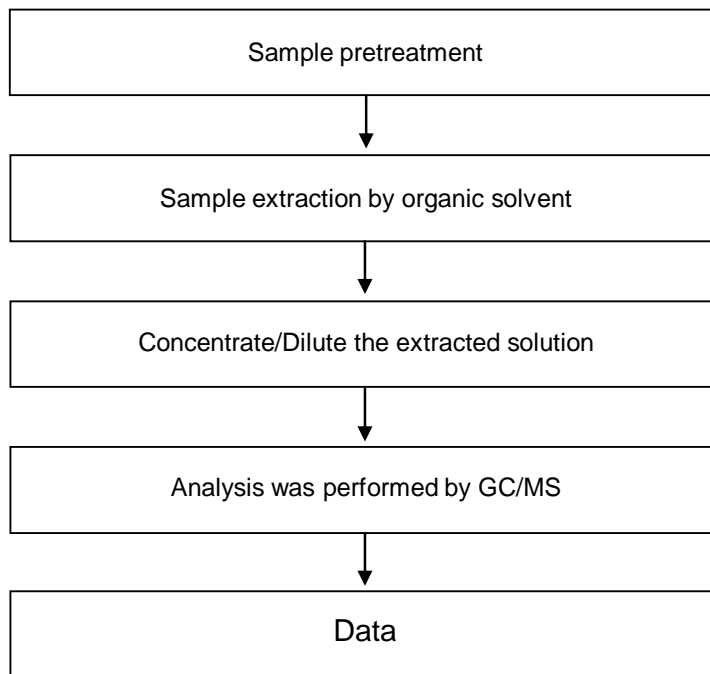 Sample pretreatment
Sample extraction by organic solvent
Concentrate/Dilute the extracted solution
Analysis was performed by GC/MS
Data